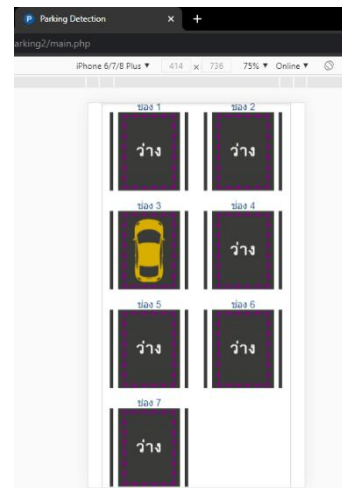 Parking Detection
arking2/main.php
iPhone 6/7/8 Plus ▼ 414 x 736 75% ▼ Online ▼
ช่อง 1 ช่อง 2
ว่าง ว่าง
ช่อง 3 ช่อง 4
ว่าง
ช่อง 5 ช่อง 6
ว่าง ว่าง
ช่อง 7
ว่าง